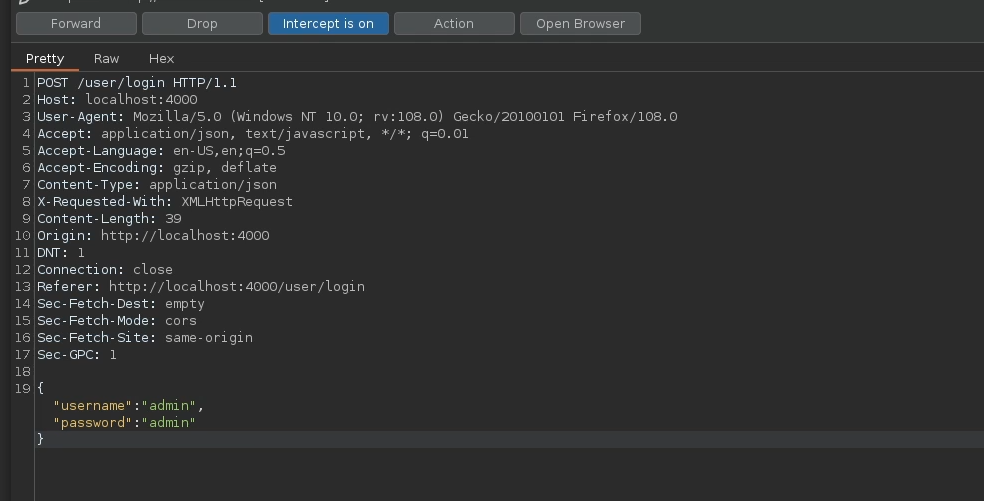 Forward Drop Intercept is on Action Open Browser
Pretty Raw Hex
1 POST /user/login HTTP/1.1
2 Host: localhost:4000
3 User-Agent: Mozilla/5.0 (Windows NT 10.0; rv:108.0) Gecko/20100101 Firefox/108.0
4 Accept: application/json, text/javascript, */*; q=0.01
5 Accept-Language: en-US,en;q=0.5
6 Accept-Encoding: gzip, deflate
7 Content-Type: application/json
8 X-Requested-With: XMLHttpRequest
9 Content-Length: 39
10 Origin: http://localhost:4000
11 DNT: 1
12 Connection: close
13 Referer: http://localhost:4000/user/login
14 Sec-Fetch-Dest: empty
15 Sec-Fetch-Mode: cors
16 Sec-Fetch-Site: same-origin
17 Sec-GPC: 1
18
19 {
"username":"admin",
"password":"admin"
}